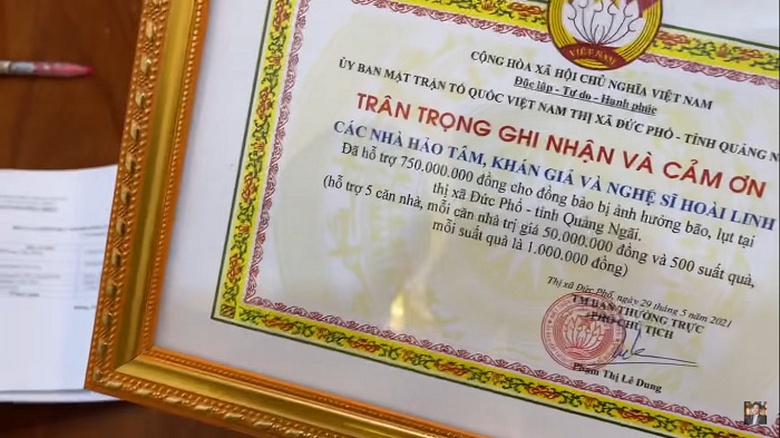 VIỆT NAM
CỘNG HÒA XÃ HỘI CHỦ NGHĨA VIỆT NAM
Độc lập - Tự do - Hạnh phúc
ỦY BAN MẶT TRẬN TỔ QUỐC VIỆT NAM THỊ XÃ ĐỨC PHỔ - TỈNH QUẢNG N
TRÂN TRỌNG GHI NHẬN VÀ CẢM ƠN
CÁC NHÀ HẢO TÂM, KHÁN GIẢ VÀ NGHỆ SĨ HOÀI LINH
Đã hỗ trợ 750.000.000 đồng cho đồng bào bị ảnh hưởng bão, lụt tại
thị xã Đức Phổ - tỉnh Quảng Ngãi.
(hỗ trợ 5 căn nhà, mỗi căn nhà trị giá 50.000.000 đồng và 500 suất quà,
mỗi suất quà là 1.000.000 đồng)
Thị xã Đức Phổ, ngày 29 tháng 5 năm 2021
TM BAN THƯỜNG TRỰC
PHÓ CHỦ TỊCH
Phạm Thị Lê Dung